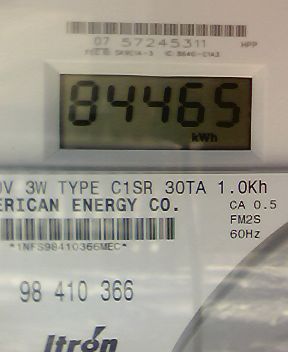 07 57245311 HPP
84465
kWh
0V 3W TYPE C1SR 30TA 1.0Kh
ERICAN ENERGY CO. CA 0.5
FM2S
60Hz
*1NFS98410366MEC*
98 410 366
Itron